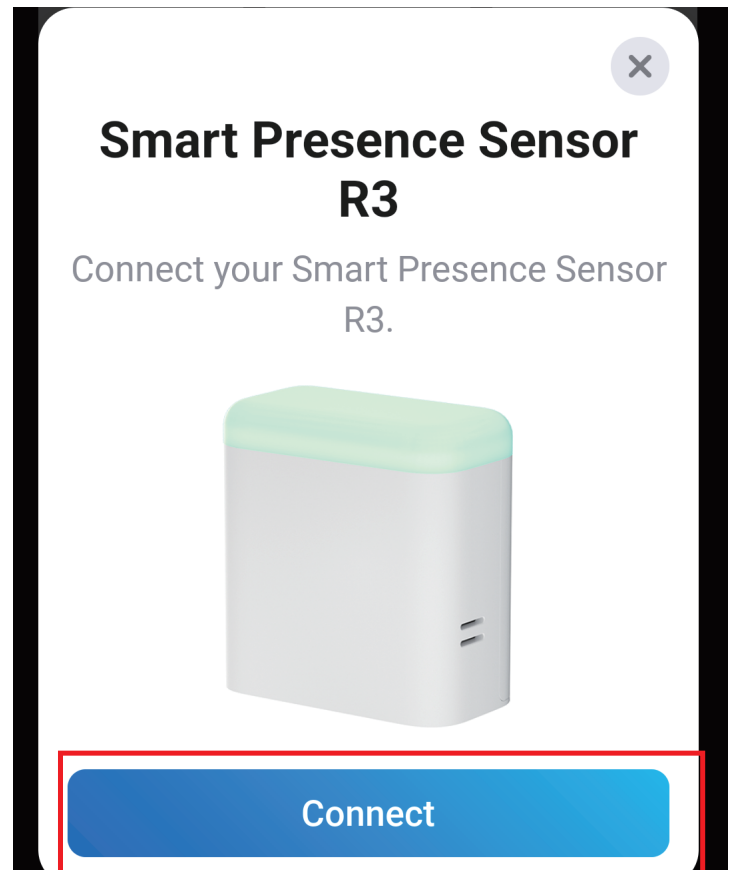 Smart Presence Sensor
R3
Connect your Smart Presence Sensor
R3.
Connect